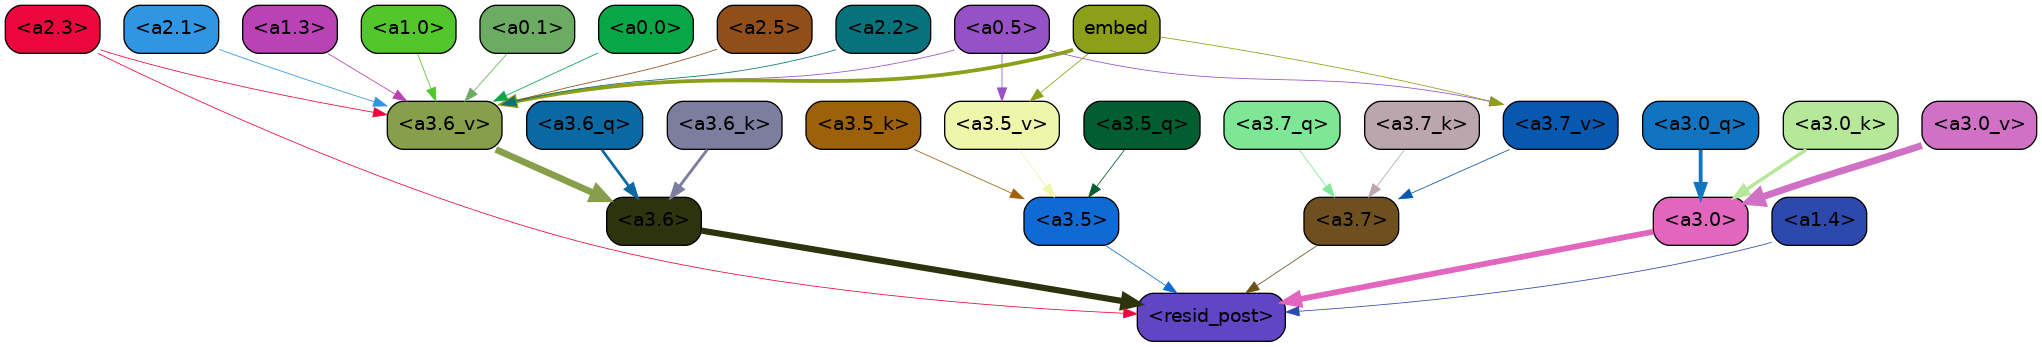 <a2.3> <a2.1> <a1.3> <a1.0> <a0.1> <a0.0> <a2.5> <a2.2> <a0.5> embed
<a3.6_v> <a3.6_q> <a3.6_k> <a3.5_k> <a3.5_v> <a3.5_q> <a3.7_q> <a3.7_k> <a3.7_v> <a3.0_q> <a3.0_k> <a3.0_v>
<a3.6> <a3.5> <a3.7> <a3.0> <a1.4>
<resid_post>